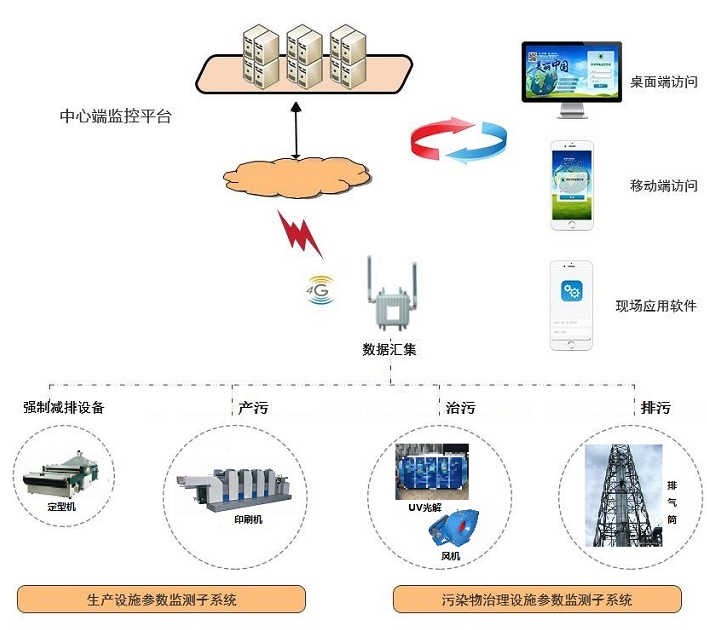 中心端监控平台
美丽中国
桌面端访问
移动端访问
4G
现场应用软件
数据汇集
强制减排设备
产污
治污
排污
定型机
印刷机
UV光解
风机
排气筒
生产设施参数监测子系统
污染物治理设施参数监测子系统